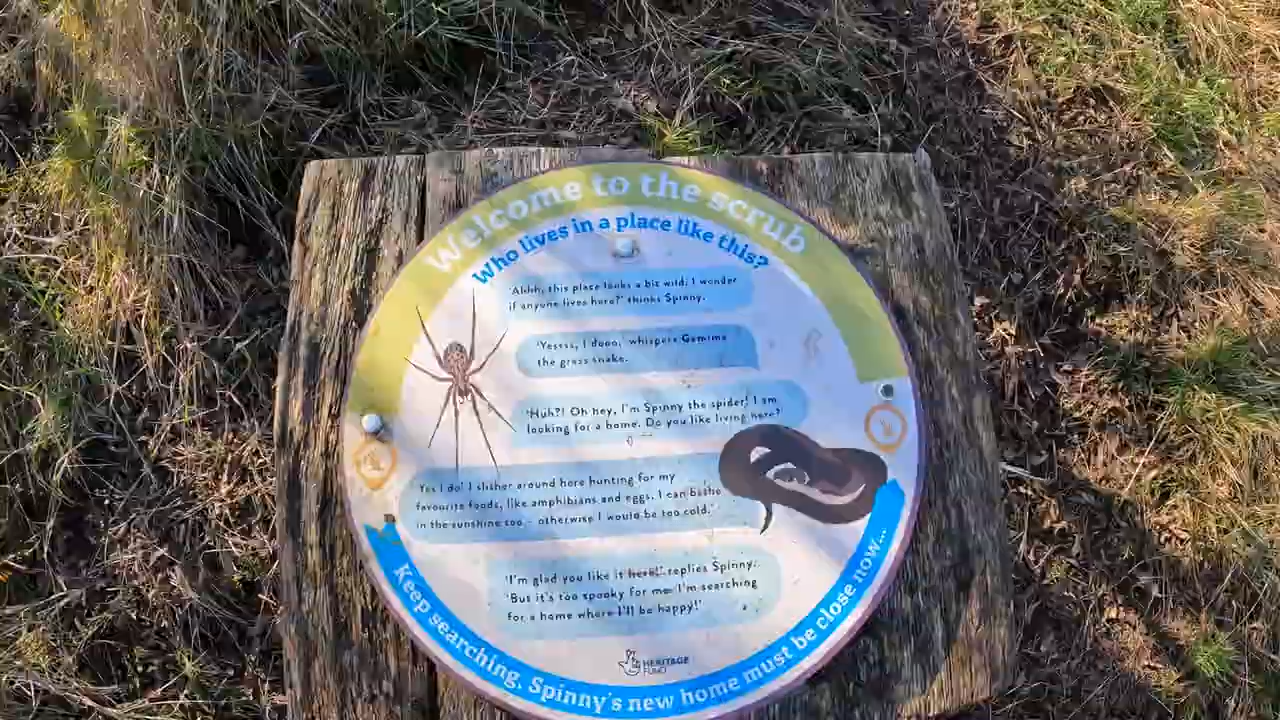 Welcome to the scrub
Who lives in a place like this?
'Ahhh, this place looks a bit wild; I wonder
if anyone lives here?' thinks Spinny.
'Yessss, I dooo,' whispers Gemima
the grass snake.
'Huh?! Oh hey, I'm Spinny the spider! I am
looking for a home. Do you like living here?'
'Yes I do! I slither around here hunting for my
favourite foods, like amphibians and eggs. I can bathe
in the sunshine too - otherwise I would be too cold.'
'I'm glad you like it here!' replies Spinny.
'But it's too spooky for me. I'm searching
for a home where I'll be happy!'
HERITAGE
FUND
Keep searching, Spinny's new home must be close now...